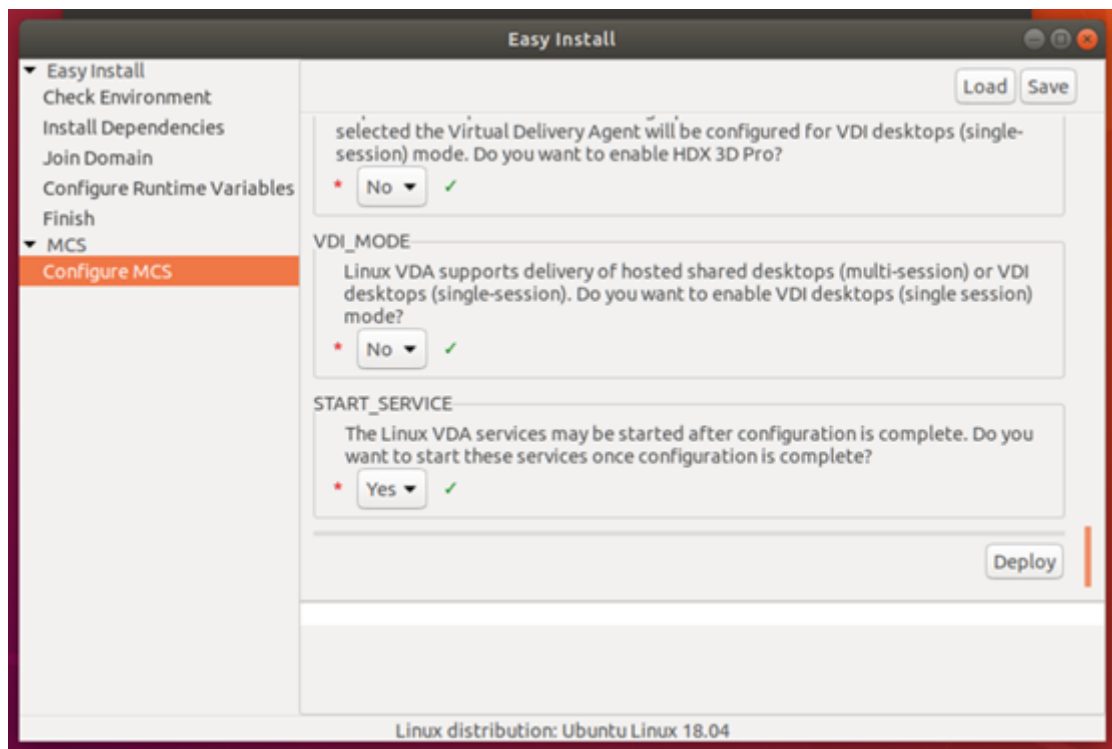 Easy Install
Easy Install
Check Environment
Install Dependencies
Join Domain
Configure Runtime Variables
Finish
MCS
Configure MCS
Load Save
selected the Virtual Delivery Agent will be configured for VDI desktops (single-
session) mode. Do you want to enable HDX 3D Pro?
* No ✓
VDI_MODE
Linux VDA supports delivery of hosted shared desktops (multi-session) or VDI
desktops (single-session). Do you want to enable VDI desktops (single session)
mode?
* No ✓
START_SERVICE
The Linux VDA services may be started after configuration is complete. Do you
want to start these services once configuration is complete?
* Yes ✓
Deploy
Linux distribution: Ubuntu Linux 18.04